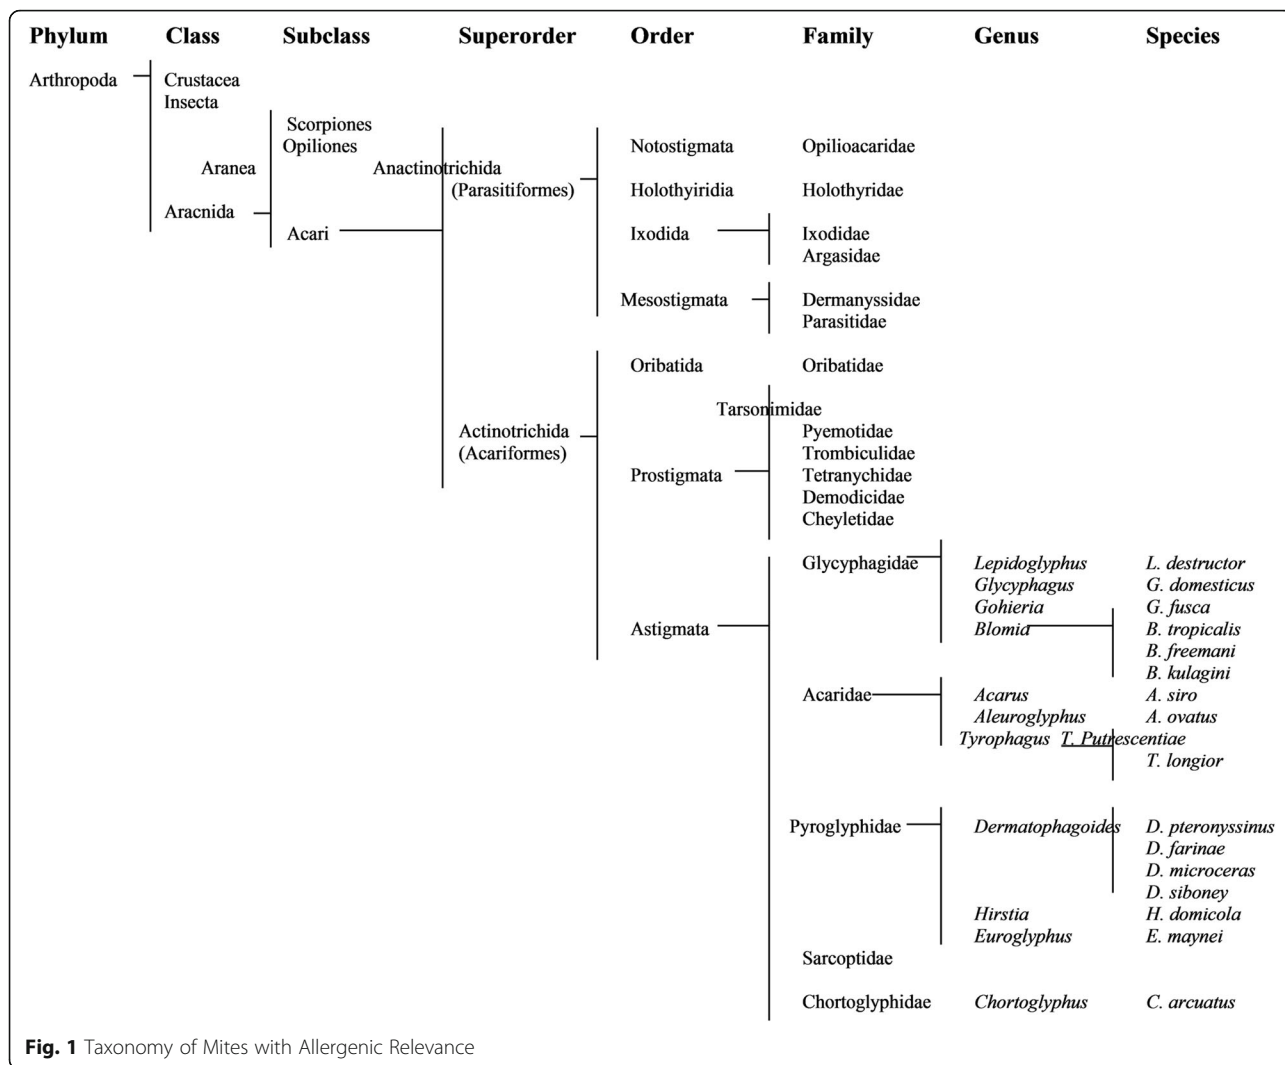 Phylum Class Subclass Superorder Order Family Genus Species
Arthropoda Crustacea
Insecta
Scorpiones
Opiliones Notostigmata Opilioacaridae
Aranea Anactinotrichida
(Parasitiformes) Holothyiridia Holothyridae
Aracnida
Acari Ixodida Ixodidae
Argasidae
Mesostigmata Dermanyssidae
Parasitidae
Oribatida Oribatidae
Tarsonimidae
Actinotrichida Pyemotidae
(Acariformes) Trombiculidae
Prostigmata Tetranychidae
Demodicidae
Cheyletidae
Glycyphagidae Lepidoglyphus L. destructor
Glycyphagus G. domesticus
Gohieria G. fusca
Astigmata Blomia B. tropicalis
B. freemani
B. kulagini
Acaridae Acarus A. siro
Aleuroglyphus A. ovatus
Tyrophagus T. Putrescentiae
T. longior
Pyroglyphidae Dermatophagoides D. pteronyssinus
D. farinae
D. microceras
D. siboney
Hirstia H. domicola
Euroglyphus E. maynei
Sarcoptidae
Chortoglyphidae Chortoglyphus C. arcuatus
Fig. 1 Taxonomy of Mites with Allergenic Relevance